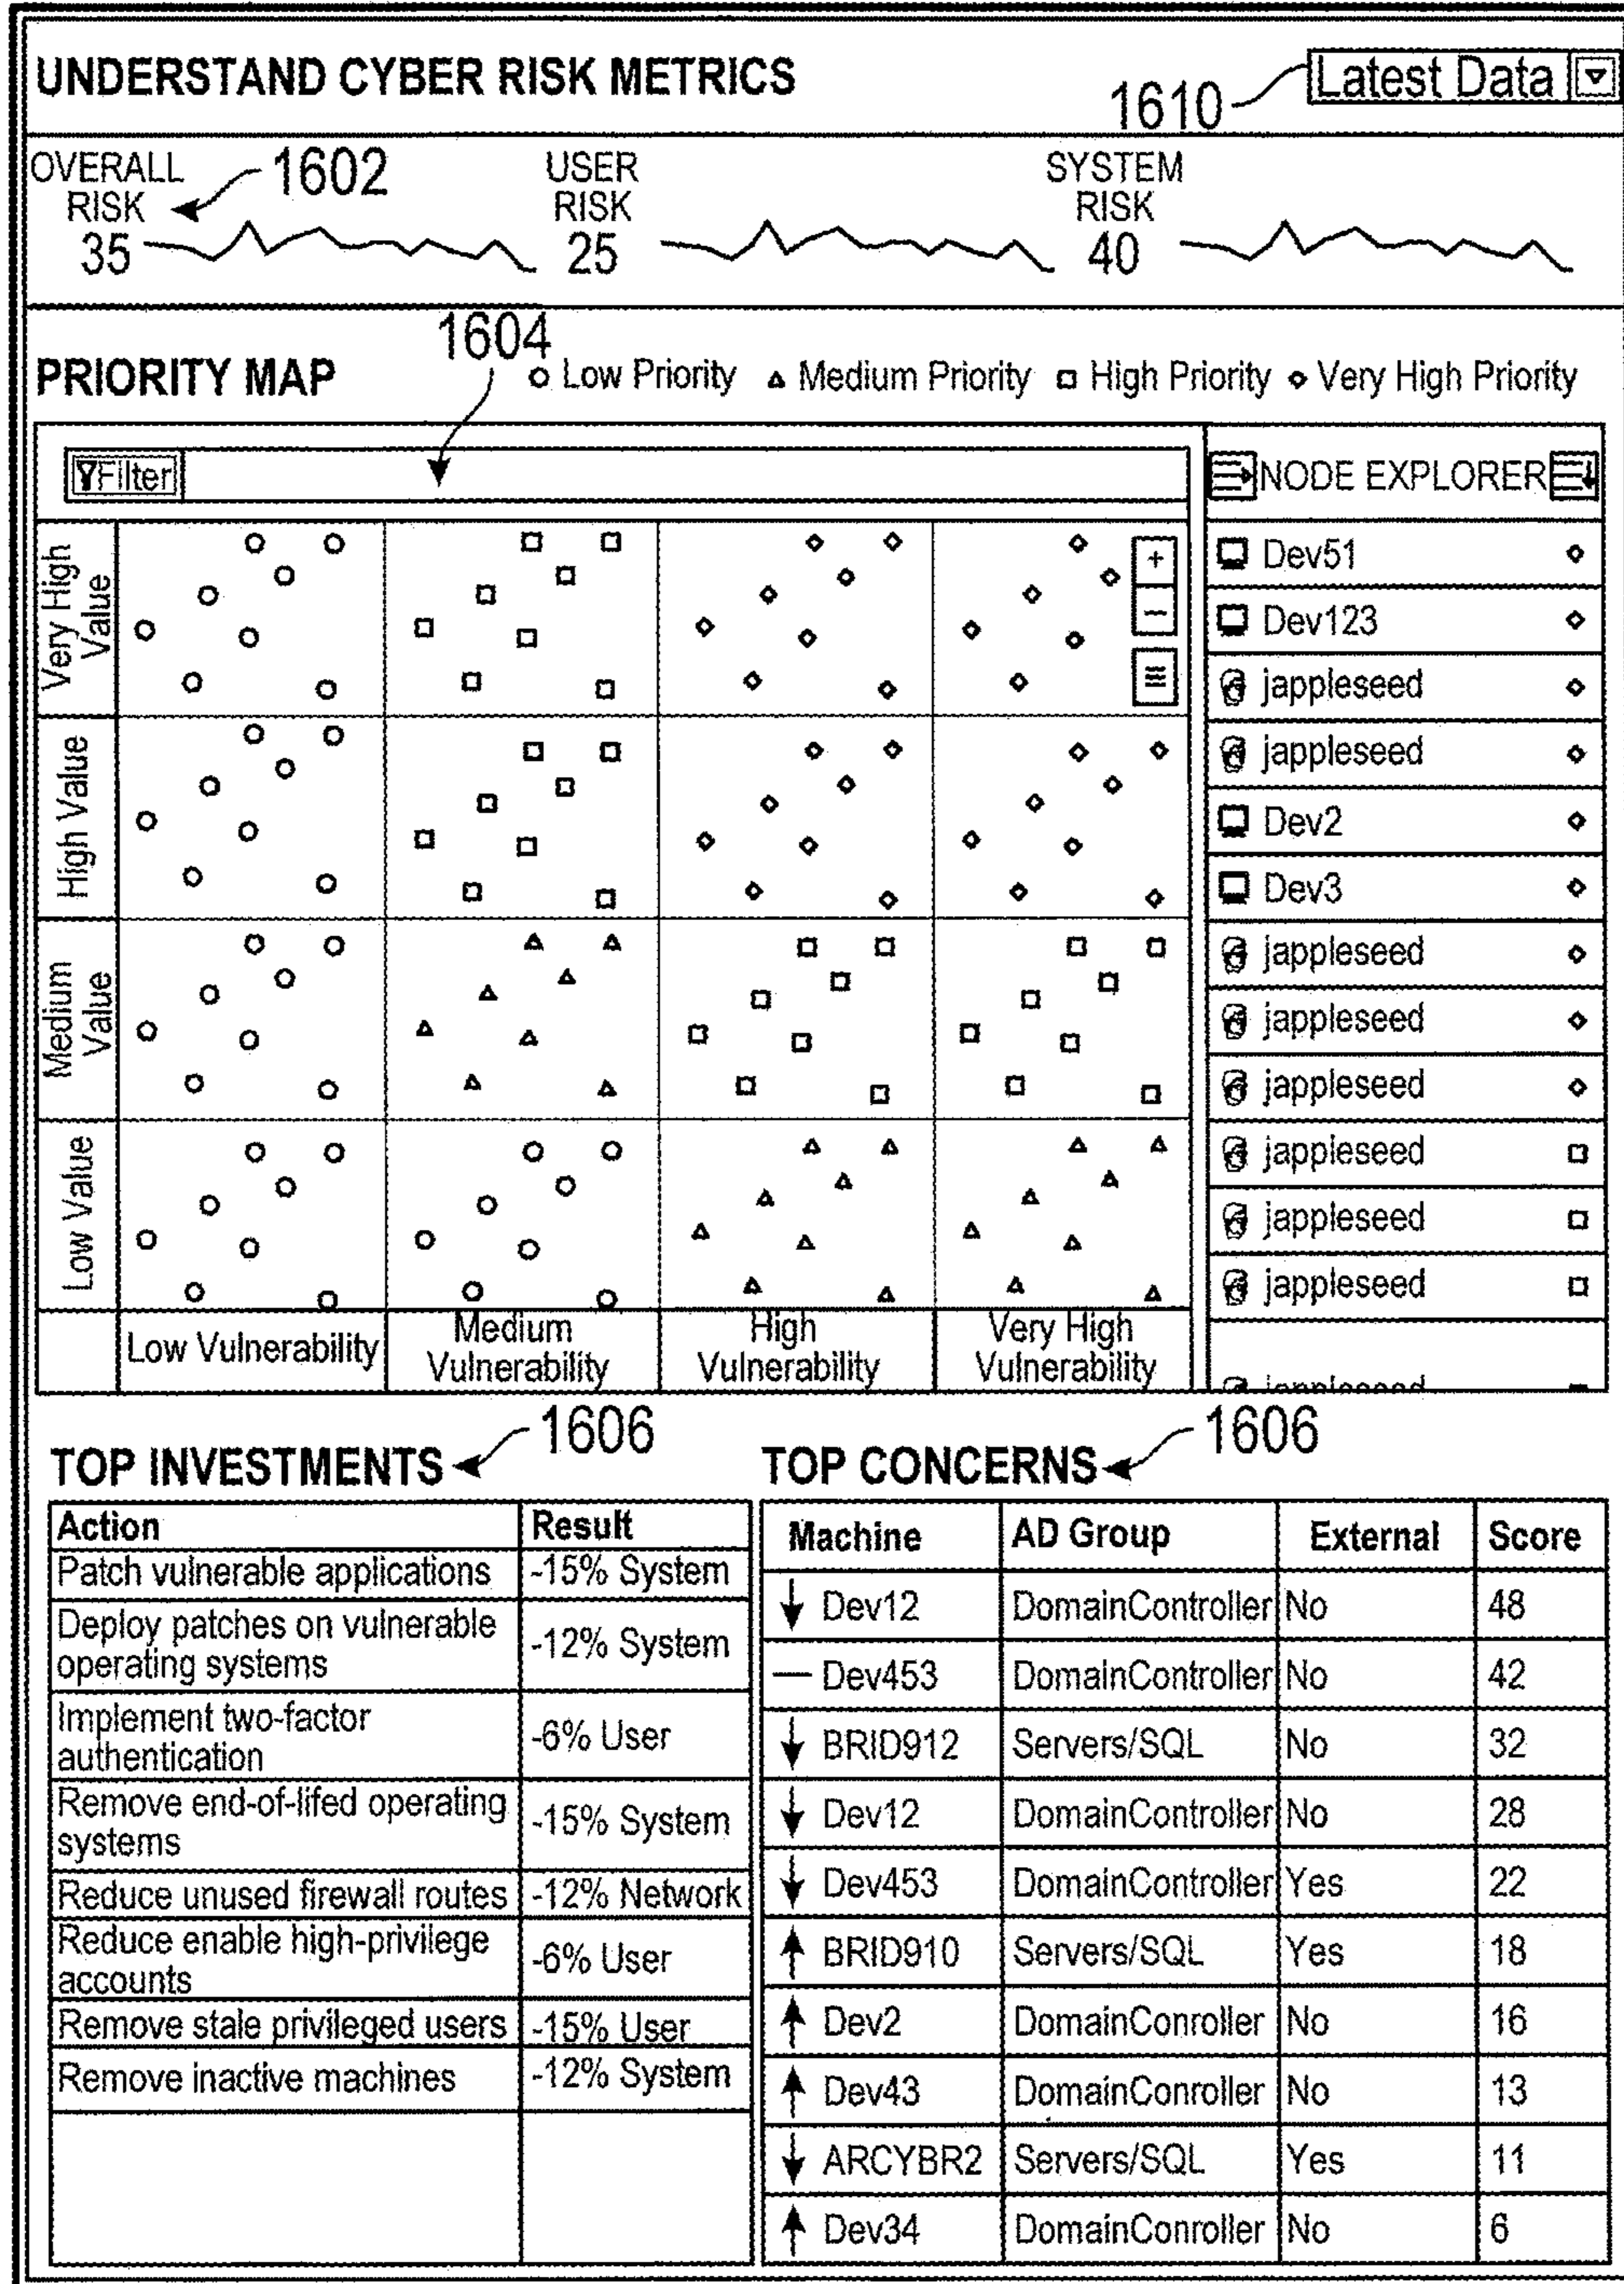 UNDERSTAND CYBER RISK METRICS
1610
Latest Data
OVERALL
RISK
35
1602
USER
RISK
25
SYSTEM
RISK
40
1604
PRIORITY MAP
Low Priority
Medium Priority
High Priority
Very High Priority
Filter
NODE EXPLORER
Very High
Value
High Value
Medium
Value
Low Value
+
−
Low Vulnerability
Medium
Vulnerability
High
Vulnerability
Very High
Vulnerability
Dev51
Dev123
jappleseed
jappleseed
Dev2
Dev3
jappleseed
jappleseed
jappleseed
jappleseed
jappleseed
jappleseed
TOP INVESTMENTS
1606
Action Result
Patch vulnerable applications -15% System
Deploy patches on vulnerable
operating systems -12% System
Implement two-factor
authentication -6% User
Remove end-of-lifed operating
systems -15% System
Reduce unused firewall routes -12% Network
Reduce enable high-privilege
accounts -6% User
Remove stale privileged users -15% User
Remove inactive machines -12% System
TOP CONCERNS
1606
Machine AD Group External Score
Dev12 DomainController No 48
Dev453 DomainController No 42
BRID912 Servers/SQL No 32
Dev12 DomainController No 28
Dev453 DomainController Yes 22
BRID910 Servers/SQL Yes 18
Dev2 DomainConroller No 16
Dev43 DomainConroller No 13
ARCYBR2 Servers/SQL Yes 11
Dev34 DomainConroller No 6